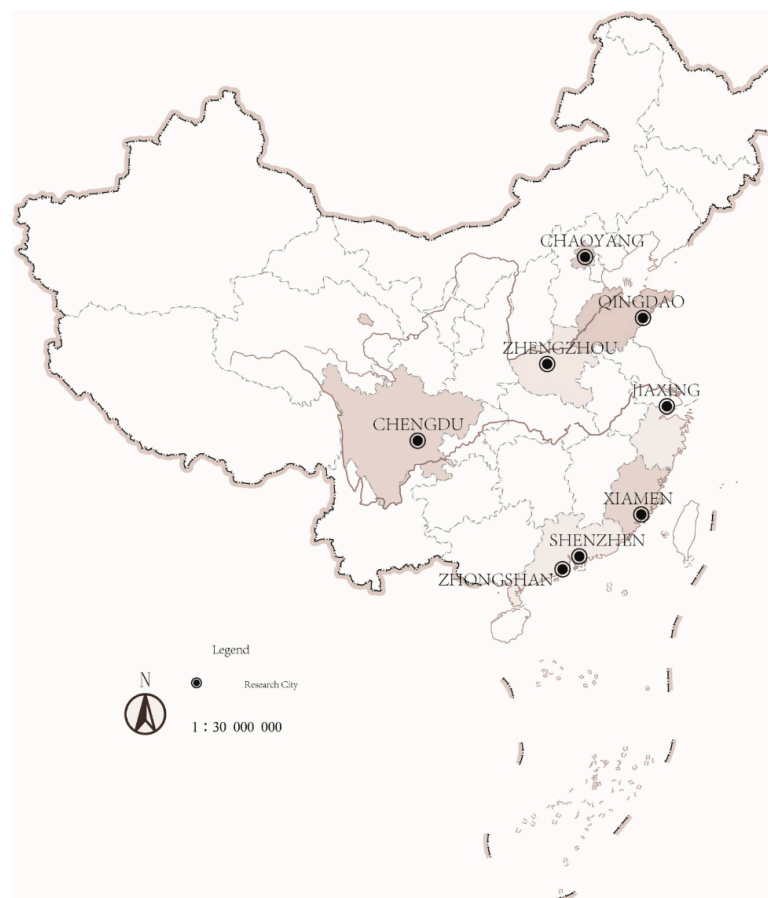 CHAOYANG
QINGDAO
ZHENGZHOU
JIAXING
CHENGDU
XIAMEN
SHENZHEN
ZHONGSHAN
Legend
N
Research City
1：30 000 000